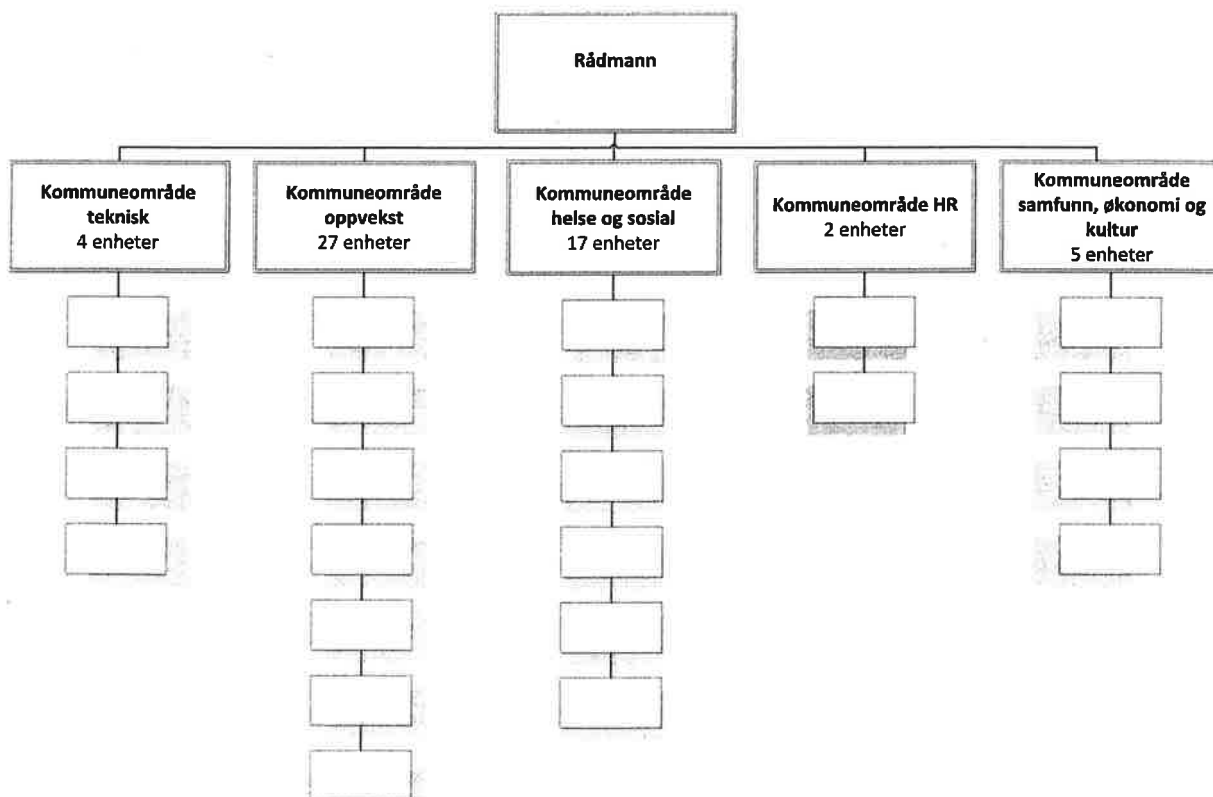 Rådmann
Kommuneområde
teknisk
4 enheter
Kommuneområde
oppvekst
27 enheter
Kommuneområde
helse og sosial
17 enheter
Kommuneområde HR
2 enheter
Kommuneområde
samfunn, økonomi og
kultur
5 enheter